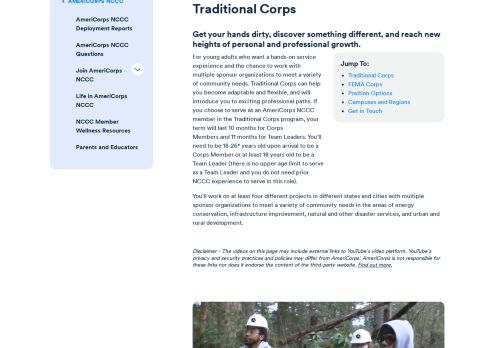 AMERICORPS NCCC
AmeriCorps NCCC
Deployment Reports
AmeriCorps NCCC
Questions
Join AmeriCorps
NCCC
Life in AmeriCorps
NCCC
NCCC Member
Wellness Resources
Parents and Educators
Traditional Corps
Get your hands dirty, discover something different, and reach new
heights of personal and professional growth.
For young adults who want a hands-on service
experience and the chance to work with
multiple sponsor organizations to meet a variety
of community needs. Traditional Corps can help
you become adaptable and flexible, and will
introduce you to exciting professional paths. If
you choose to serve as an AmeriCorps NCCC
member in the Traditional Corps program, your
term will last 10 months for Corps
Members and 11 months for Team Leaders. You'll
need to be 18-26* years old upon arrival to be a
Corps Member or at least 18 years old to be a
Team Leader (there is no upper age limit to serve
as a Team Leader and you do not need prior
NCCC experience to serve in this role).
Jump To:
Traditional Corps
FEMA Corps
Position Options
Campuses and Regions
Get in Touch
You'll work on at least four different projects in different states and cities with multiple
sponsor organizations to meet a variety of community needs in the areas of energy
conservation, infrastructure improvement, natural and other disaster services, and urban and
rural development.
Disclaimer - The videos on this page may include external links to YouTube's video platform. YouTube's
privacy and security practices and policies may differ from AmeriCorps'. AmeriCorps is not responsible for
these links nor does it endorse the content of the third-party website. Find out more.